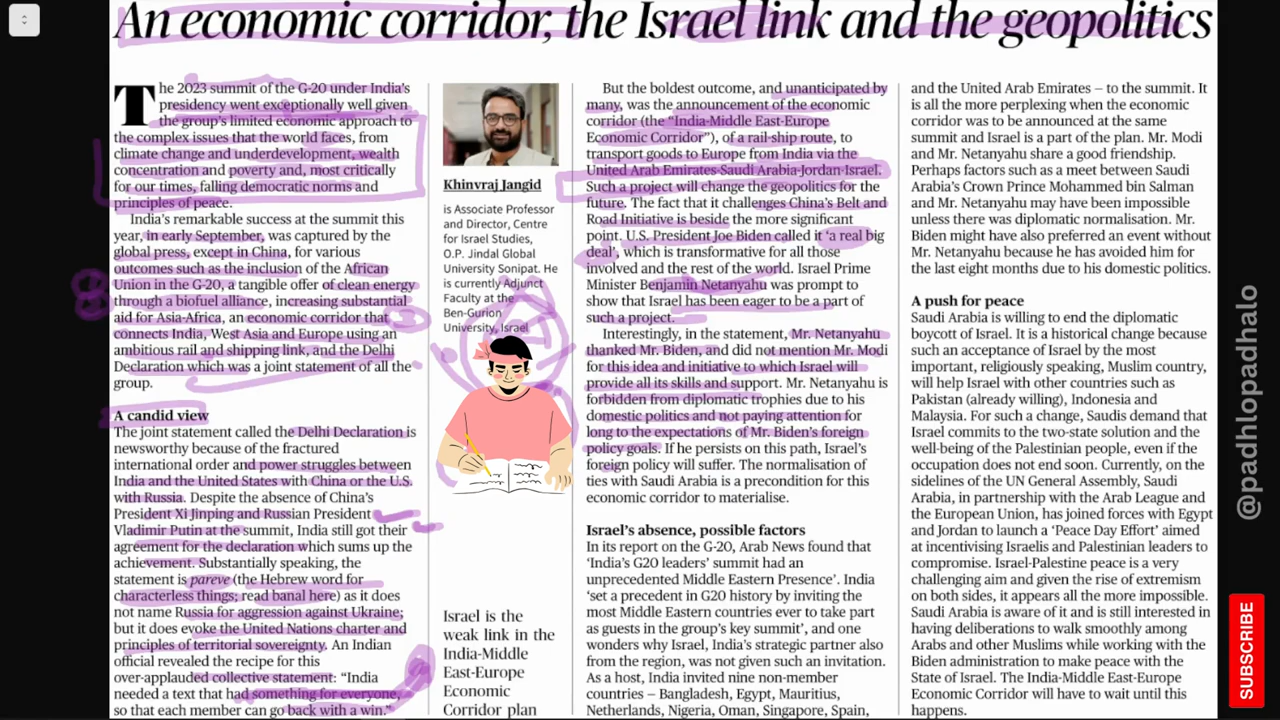 An economic corridor, the Israel link and the geopolitics
The 2023 summit of the G-20 under India's
presidency went exceptionally well given
the group's limited economic approach to
the complex issues that the world faces, from
climate change and underdevelopment, wealth
concentration and poverty and, most critically
for our times, falling democratic norms and
principles of peace.
India's remarkable success at the summit this
year, in early September, was captured by the
global press, except in China, for various
outcomes such as the inclusion of the African
Union in the G-20, a tangible offer of clean energy
through a biofuel alliance, increasing substantial
aid for Asia-Africa, an economic corridor that
connects India, West Asia and Europe using an
ambitious rail and shipping link, and the Delhi
Declaration which was a joint statement of all the
group.
A candid view
The joint statement called the Delhi Declaration is
newsworthy because of the fractured
international order and power struggles between
India and the United States with China or the U.S.
with Russia. Despite the absence of China's
President Xi Jinping and Russian President
Vladimir Putin at the summit, India still got their
agreement for the declaration which sums up the
achievement. Substantially speaking, the
statement is pareve (the Hebrew word for
characterless things; read banal here) as it does
not name Russia for aggression against Ukraine;
but it does evoke the United Nations charter and
principles of territorial sovereignty. An Indian
official revealed the recipe for this
over-applauded collective statement: “India
needed a text that had something for everyone,
so that each member can go back with a win.”
Khinvraj Jangid
is Associate Professor
and Director, Centre
for Israel Studies,
O.P. Jindal Global
University Sonipat. He
is currently Adjunct
Faculty at the
Ben-Gurion
University, Israel
Israel is the
weak link in the
India-Middle
East-Europe
Economic
Corridor plan
But the boldest outcome, and unanticipated by
many, was the announcement of the economic
corridor (the “India-Middle East-Europe
Economic Corridor”), of a rail-ship route, to
transport goods to Europe from India via the
United Arab Emirates-Saudi Arabia-Jordan-Israel.
Such a project will change the geopolitics for the
future. The fact that it challenges China's Belt and
Road Initiative is beside the more significant
point. U.S. President Joe Biden called it ‘a real big
deal’, which is transformative for all those
involved and the rest of the world. Israel Prime
Minister Benjamin Netanyahu was prompt to
show that Israel has been eager to be a part of
such a project.
Interestingly, in the statement, Mr. Netanyahu
thanked Mr. Biden, and did not mention Mr. Modi
for this idea and initiative to which Israel will
provide all its skills and support. Mr. Netanyahu is
forbidden from diplomatic trophies due to his
domestic politics and not paying attention for
long to the expectations of Mr. Biden's foreign
policy goals. If he persists on this path, Israel's
foreign policy will suffer. The normalisation of
ties with Saudi Arabia is a precondition for this
economic corridor to materialise.
Israel's absence, possible factors
In its report on the G-20, Arab News found that
‘India's G20 leaders’ summit had an
unprecedented Middle Eastern Presence’. India
‘set a precedent in G20 history by inviting the
most Middle Eastern countries ever to take part
as guests in the group's key summit’, and one
wonders why Israel, India's strategic partner also
from the region, was not given such an invitation.
As a host, India invited nine non-member
countries — Bangladesh, Egypt, Mauritius,
Netherlands, Nigeria, Oman, Singapore, Spain,
and the United Arab Emirates – to the summit. It
is all the more perplexing when the economic
corridor was to be announced at the same
summit and Israel is a part of the plan. Mr. Modi
and Mr. Netanyahu share a good friendship.
Perhaps factors such as a meet between Saudi
Arabia's Crown Prince Mohammed bin Salman
and Mr. Netanyahu may have been impossible
unless there was diplomatic normalisation. Mr.
Biden might have also preferred an event without
Mr. Netanyahu because he has avoided him for
the last eight months due to his domestic politics.
A push for peace
Saudi Arabia is willing to end the diplomatic
boycott of Israel. It is a historical change because
such an acceptance of Israel by the most
important, religiously speaking, Muslim country,
will help Israel with other countries such as
Pakistan (already willing), Indonesia and
Malaysia. For such a change, Saudis demand that
Israel commits to the two-state solution and the
well-being of the Palestinian people, even if the
occupation does not end soon. Currently, on the
sidelines of the UN General Assembly, Saudi
Arabia, in partnership with the Arab League and
the European Union, has joined forces with Egypt
and Jordan to launch a ‘Peace Day Effort’ aimed
at incentivising Israelis and Palestinian leaders to
compromise. Israel-Palestine peace is a very
challenging aim and given the rise of extremism
on both sides, it appears all the more impossible.
Saudi Arabia is aware of it and is still interested in
having deliberations to walk smoothly among
Arabs and other Muslims while working with the
Biden administration to make peace with the
State of Israel. The India-Middle East-Europe
Economic Corridor will have to wait until this
happens.
@padhlopadhalo
SUBSCRIBE